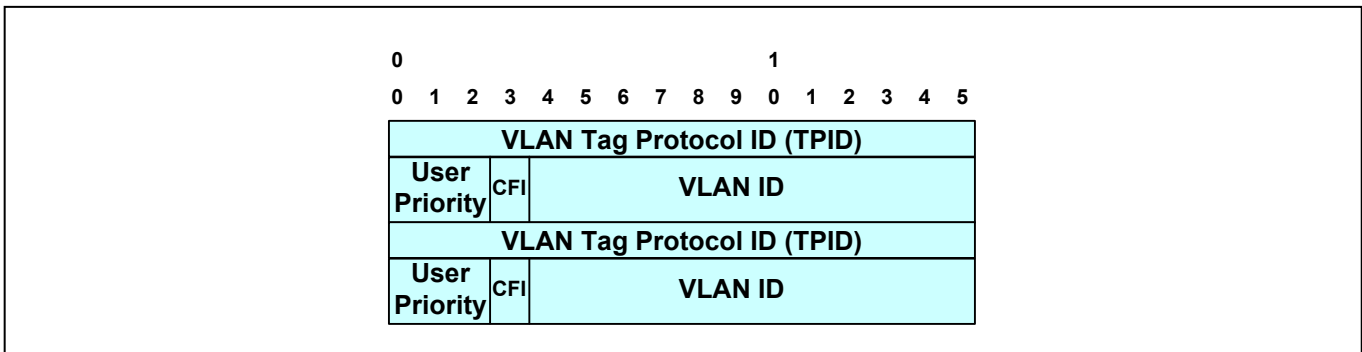 0 1
0 1 2 3 4 5 6 7 8 9 0 1 2 3 4 5
VLAN Tag Protocol ID (TPID)
User
Priority
CFI
VLAN ID
VLAN Tag Protocol ID (TPID)
User
Priority
CFI
VLAN ID